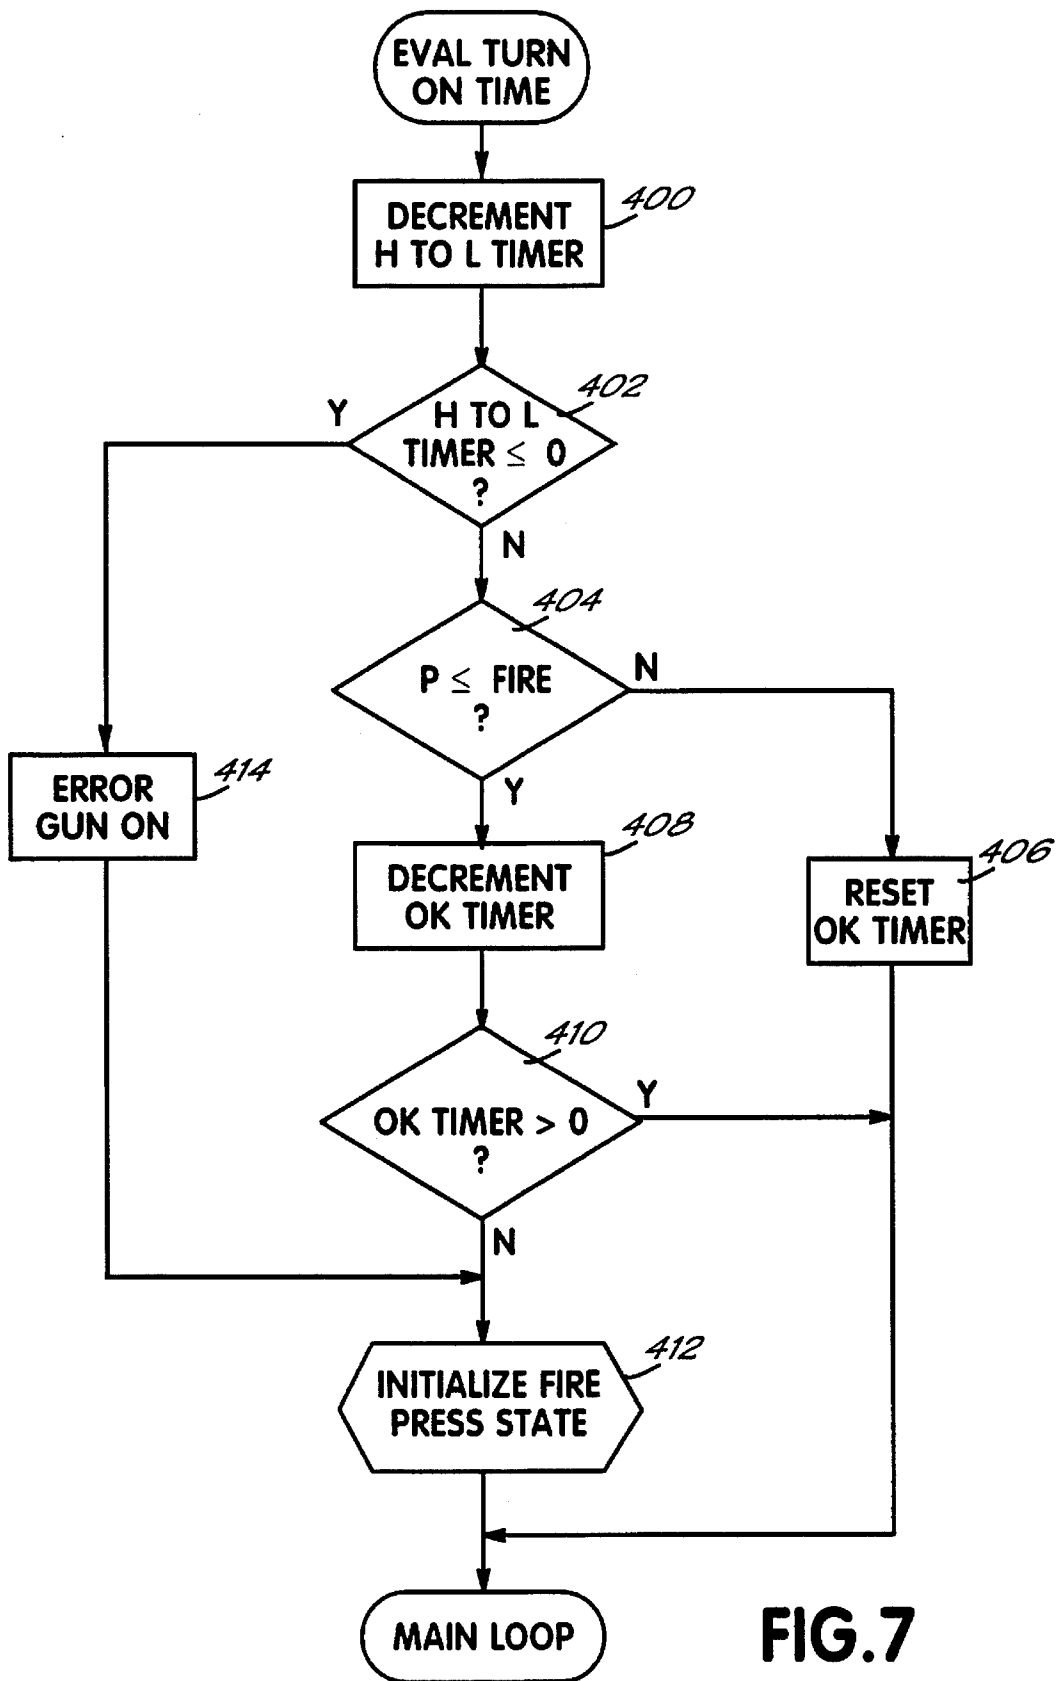 EVAL TURN
ON TIME
400
DECREMENT
H TO L TIMER
402
Y
H TO L
TIMER ≤ 0
?
N
404
P ≤ FIRE
?
N
Y
414
ERROR
GUN ON
408
DECREMENT
OK TIMER
406
RESET
OK TIMER
410
OK TIMER > 0
?
Y
N
412
INITIALIZE FIRE
PRESS STATE
MAIN LOOP
FIG.7